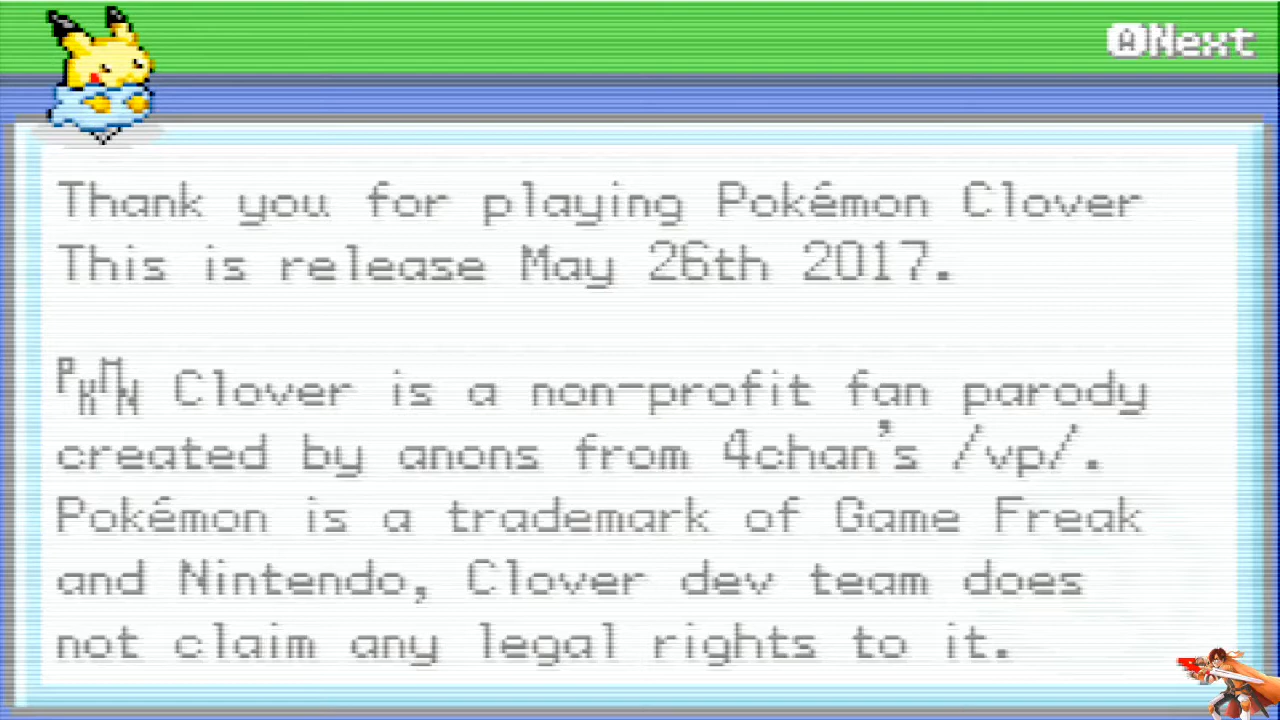 ⒶNext
Thank you for playing Pokémon Clover
This is release May 26th 2017.
PKMN Clover is a non-profit fan parody
created by anons from 4chan's /vp/.
Pokémon is a trademark of Game Freak
and Nintendo, Clover dev team does
not claim any legal rights to it.